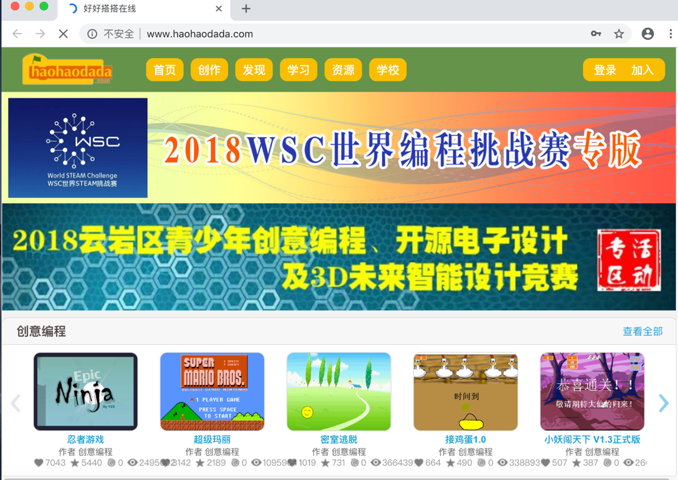 好好搭搭在线
不安全 | www.haohaodada.com
haohaodada
首页 创作 发现 学习 资源 学校
登录 加入
WSC
World STEAM Challenge
WSC世界STEAM挑战赛
2018WSC世界编程挑战赛专版
2018云岩区青少年创意编程、开源电子设计
及3D未来智能设计竞赛
专活
区动
创意编程
查看全部
Epic
Ninja
SUPER
MARIO BROS.
1 PLAYER GAME
PRESS SPACE
TO START
时间到
恭喜通关!!
敬请期待大仙的归来!
忍者游戏
超级玛丽
密室逃脱
接鸡蛋1.0
小妖闯天下 V1.3正式版
作者 创意编程
作者 创意编程
作者 创意编程
作者 创意编程
作者 创意编程
7043 5440 0 2495
3142 2189 0 10959
1019 731 0 366439
664 490 0 338893
507 387 0 26